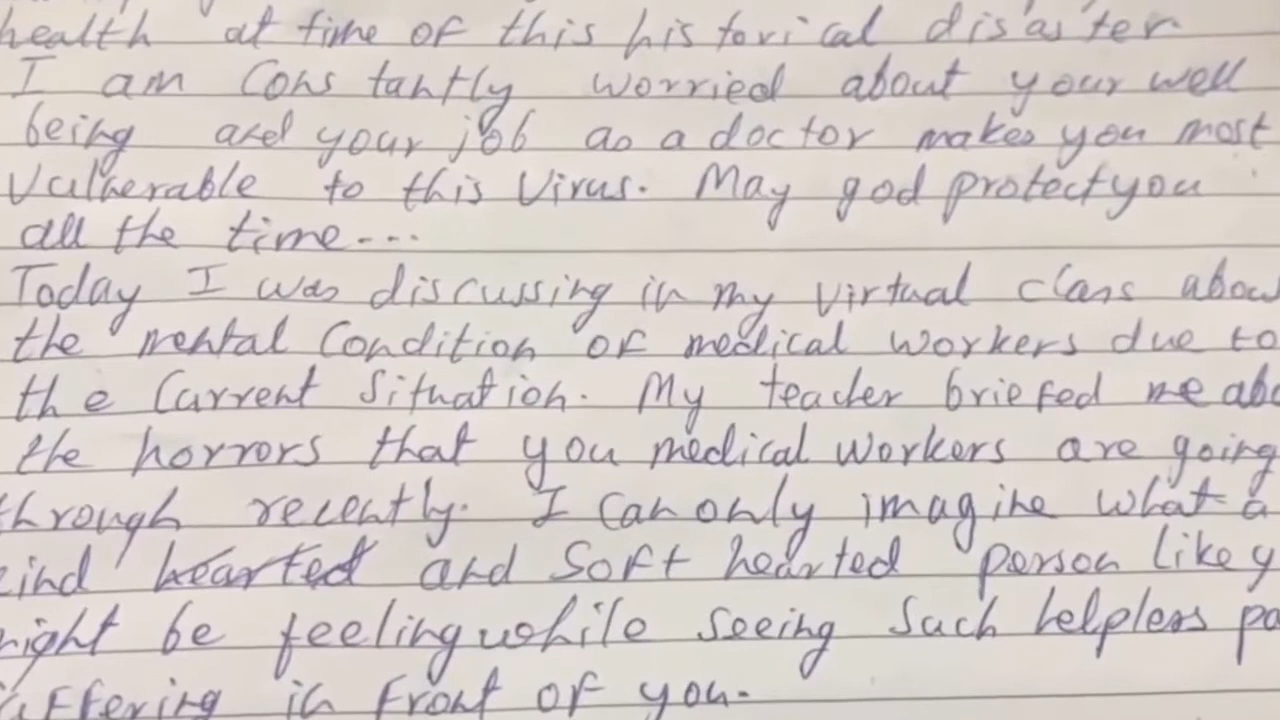 health at time of this historical disaster
I am constantly worried about your well
being and your job as a doctor makes you most
Vulnerable to this Virus. May god protect you
all the time...
Today I was discussing in my virtual class abou
the mental Condition of medical workers due to
the Current Situation. My teacher briefed me abo
the horrors that you medical workers are going
through recently. I can only imagine what a
kind hearted and Soft hearted person like y
might be feeling while seeing Such helpless pa
suffering in front of you.